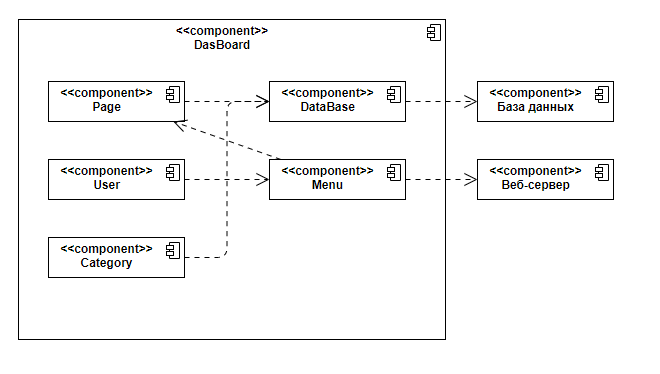 <<component>>
DasBoard
<<component>>
Page
<<component>>
DataBase
<<component>>
База данных
<<component>>
User
<<component>>
Menu
<<component>>
Веб-сервер
<<component>>
Category